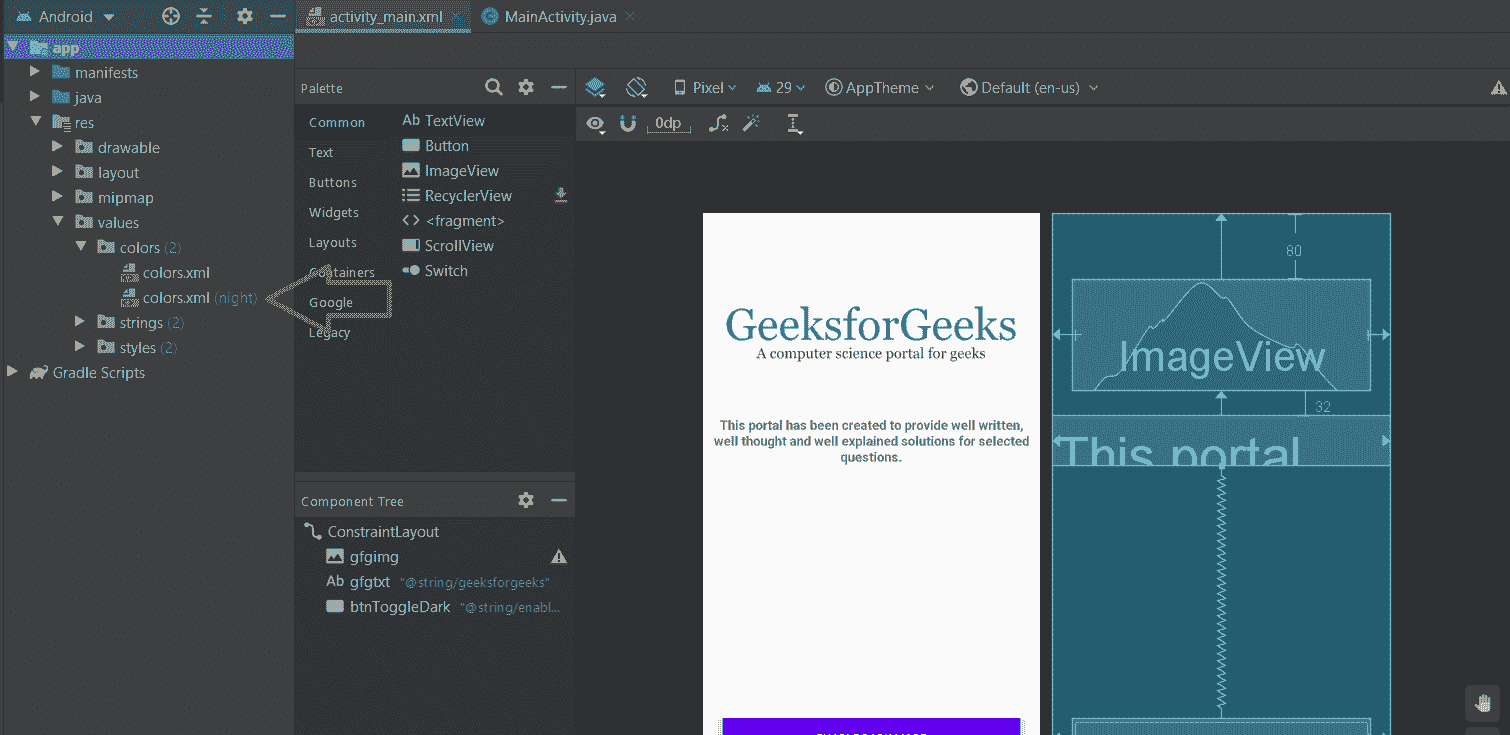 Android
activity_main.xml
MainActivity.java
app
manifests
java
res
drawable
layout
mipmap
values
colors (2)
colors.xml
colors.xml (night)
strings (2)
styles (2)
Gradle Scripts
Palette
Common
Text
Buttons
Widgets
Layouts
Containers
Google
Legacy
Ab TextView
Button
ImageView
RecyclerView
<fragment>
ScrollView
Switch
Component Tree
ConstraintLayout
gfgimg
Ab gfgtxt "@string/geeksforgeeks"
btnToggleDark "@string/enabl...
Pixel 29 AppTheme Default (en-us)
0dp
GeeksforGeeks
A computer science portal for geeks
This portal has been created to provide well written,
well thought and well explained solutions for selected
questions.
80
ImageView
32
This portal